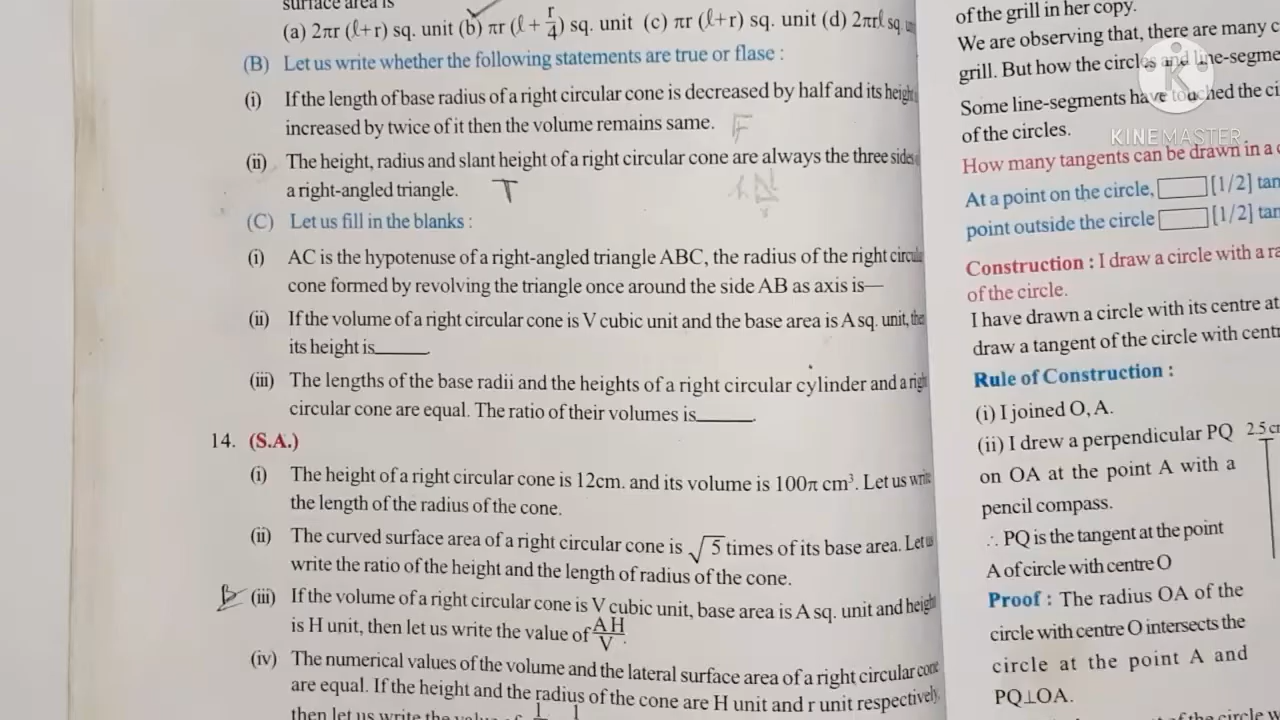 surface area is
(a) 2πr (ℓ+r) sq. unit (b) πr (ℓ + r/4) sq. unit (c) πr (ℓ+r) sq. unit (d) 2πrℓ sq.
(B) Let us write whether the following statements are true or flase :
(i) If the length of base radius of a right circular cone is decreased by half and its height
increased by twice of it then the volume remains same. F
(ii) The height, radius and slant height of a right circular cone are always the three sides
a right-angled triangle. T
(C) Let us fill in the blanks :
(i) AC is the hypotenuse of a right-angled triangle ABC, the radius of the right
cone formed by revolving the triangle once around the side AB as axis is—
(ii) If the volume of a right circular cone is V cubic unit and the base area is A sq. unit, then
its height is______.
(iii) The lengths of the base radii and the heights of a right circular cylinder and a
circular cone are equal. The ratio of their volumes is______.
14. (S.A.)
(i) The height of a right circular cone is 12cm. and its volume is 100π cm³. Let us write
the length of the radius of the cone.
(ii) The curved surface area of a right circular cone is √5 times of its base area. Let us
write the ratio of the height and the length of radius of the cone.
(iii) If the volume of a right circular cone is V cubic unit, base area is A sq. unit and height
is H unit, then let us write the value of AH/V.
(iv) The numerical values of the volume and the lateral surface area of a right circular cone
are equal. If the height and the radius of the cone are H unit and r unit respectively,
then let us write the value of
of the grill in her copy.
We are observing that, there are many
grill. But how the circles and line-segme
Some line-segments have touched the
of the circles.
How many tangents can be drawn in a
At a point on the circle, [1/2] tan
point outside the circle [1/2] tan
Construction : I draw a circle with a
of the circle.
I have drawn a circle with its centre at
draw a tangent of the circle with cent
Rule of Construction :
(i) I joined O, A.
(ii) I drew a perpendicular PQ
on OA at the point A with a
pencil compass.
∴ PQ is the tangent at the point
A of circle with centre O
Proof : The radius OA of the
circle with centre O intersects the
circle at the point A and
PQ⊥OA.
2.5 cm
K
KINEMASTER